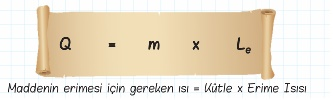 Q = m x Lₑ
Maddenin erimesi için gereken ısı = Kütle x Erime Isısı